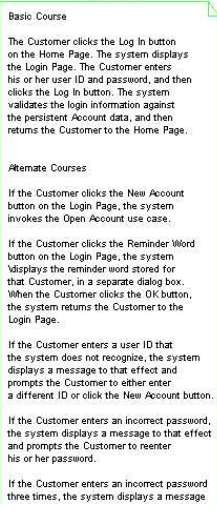 Basic Course
The Customer clicks the Log In button
on the Home Page. The system displays
the Login Page. The Customer enters
his or her user ID and password, and then
clicks the Log In button. The system
validates the login information against
the persistent Account data, and then
returns the Customer to the Home Page.
Alternate Courses
If the Customer clicks the New Account
button on the Login Page, the system
invokes the Open Account use case.
If the Customer clicks the Reminder Word
button on the Login Page, the system
\displays the reminder word stored for
that Customer, in a separate dialog box.
When the Customer clicks the OK button,
the system returns the Customer to the
Login Page.
If the Customer enters a user ID that
the system does not recognize, the system
displays a message to that effect and
prompts the Customer to either enter
a different ID or click the New Account button.
If the Customer enters an incorrect password,
the system displays a message to that effect
and prompts the Customer to reenter
his or her password.
If the Customer enters an incorrect password
three times, the system displays a message